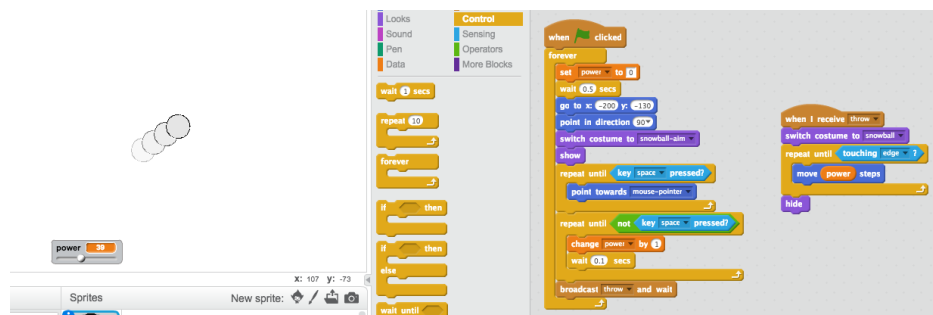 power 39
x: 107 y: -73
Sprites New sprite:
Looks Control
Sound Sensing
Pen Operators
Data More Blocks
wait 1 secs
repeat 10
forever
if then
if then
else
wait until
when clicked
forever
set power to 0
wait 0.5 secs
go to x: -200 y: -130
point in direction 90
switch costume to snowball-aim
show
repeat until key space pressed?
point towards mouse-pointer
repeat until not key space pressed?
change power by 1
wait 0.1 secs
broadcast throw and wait
when I receive throw
switch costume to snowball
repeat until touching edge ?
move power steps
hide